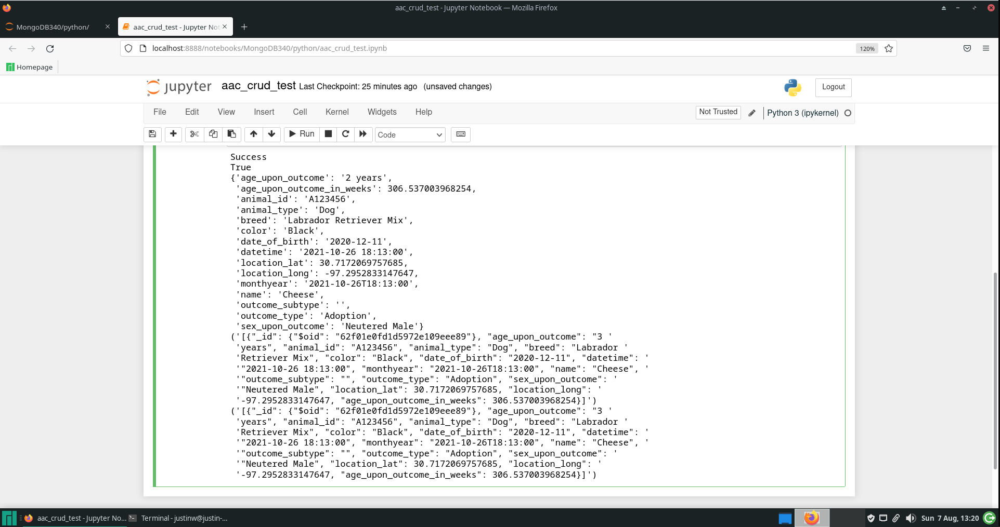 aac_crud_test - Jupyter Notebook — Mozilla Firefox
MongoDB340/python/
aac_crud_test - Jupyter Not
localhost:8888/notebooks/MongoDB340/python/aac_crud_test.ipynb
120%
Homepage
jupyter aac_crud_test Last Checkpoint: 25 minutes ago (unsaved changes)
Logout
File Edit View Insert Cell Kernel Widgets Help
Not Trusted
Python 3 (ipykernel)
Run
Code
Success
True
{'age_upon_outcome': '2 years',
'age_upon_outcome_in_weeks': 306.537003968254,
'animal_id': 'A123456',
'animal_type': 'Dog',
'breed': 'Labrador Retriever Mix',
'color': 'Black',
'date_of_birth': '2020-12-11',
'datetime': '2021-10-26 18:13:00',
'location_lat': 30.7172069757685,
'location_long': -97.2952833147647,
'monthyear': '2021-10-26T18:13:00',
'name': 'Cheese',
'outcome_subtype': '',
'outcome_type': 'Adoption',
'sex_upon_outcome': 'Neutered Male'}
('[{"_id": {"$oid": "62f01e0fd1d5972e109eee89"}, "age_upon_outcome": "3 '
'years", "animal_id": "A123456", "animal_type": "Dog", "breed": "Labrador '
'Retriever Mix", "color": "Black", "date_of_birth": "2020-12-11", "datetime": '
'"2021-10-26 18:13:00", "monthyear": "2021-10-26T18:13:00", "name": "Cheese", '
'"outcome_subtype": "", "outcome_type": "Adoption", "sex_upon_outcome": '
'"Neutered Male", "location_lat": 30.7172069757685, "location_long": '
'-97.2952833147647, "age_upon_outcome_in_weeks": 306.537003968254}]')
('[{"_id": {"$oid": "62f01e0fd1d5972e109eee89"}, "age_upon_outcome": "3 '
'years", "animal_id": "A123456", "animal_type": "Dog", "breed": "Labrador '
'Retriever Mix", "color": "Black", "date_of_birth": "2020-12-11", "datetime": '
'"2021-10-26 18:13:00", "monthyear": "2021-10-26T18:13:00", "name": "Cheese", '
'"outcome_subtype": "", "outcome_type": "Adoption", "sex_upon_outcome": '
'"Neutered Male", "location_lat": 30.7172069757685, "location_long": '
'-97.2952833147647, "age_upon_outcome_in_weeks": 306.537003968254}]')
aac_crud_test - Jupyter No...
Terminal - justinw@justin-...
Sun 7 Aug, 13:20